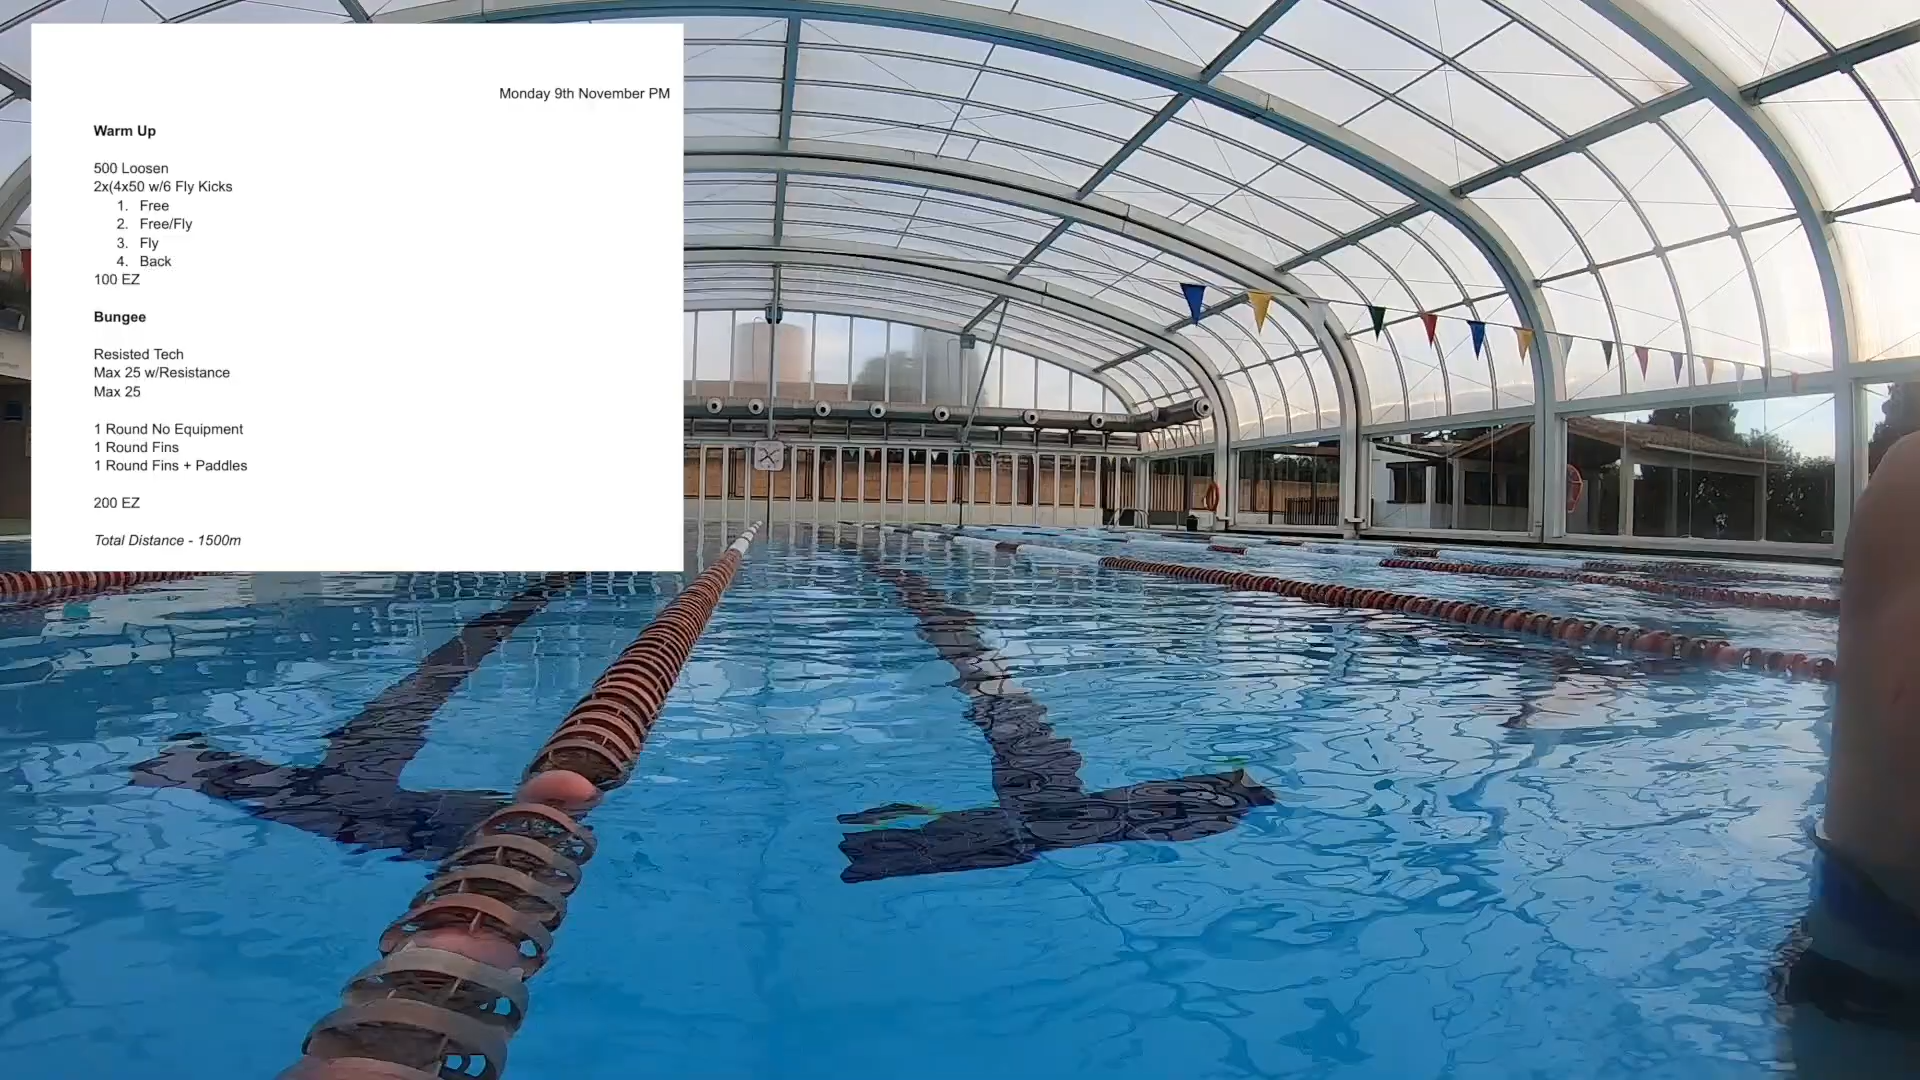 Monday 9th November PM
Warm Up
500 Loosen
2x(4x50 w/6 Fly Kicks
1. Free
2. Free/Fly
3. Fly
4. Back
100 EZ
Bungee
Resisted Tech
Max 25 w/Resistance
Max 25
1 Round No Equipment
1 Round Fins
1 Round Fins + Paddles
200 EZ
Total Distance - 1500m